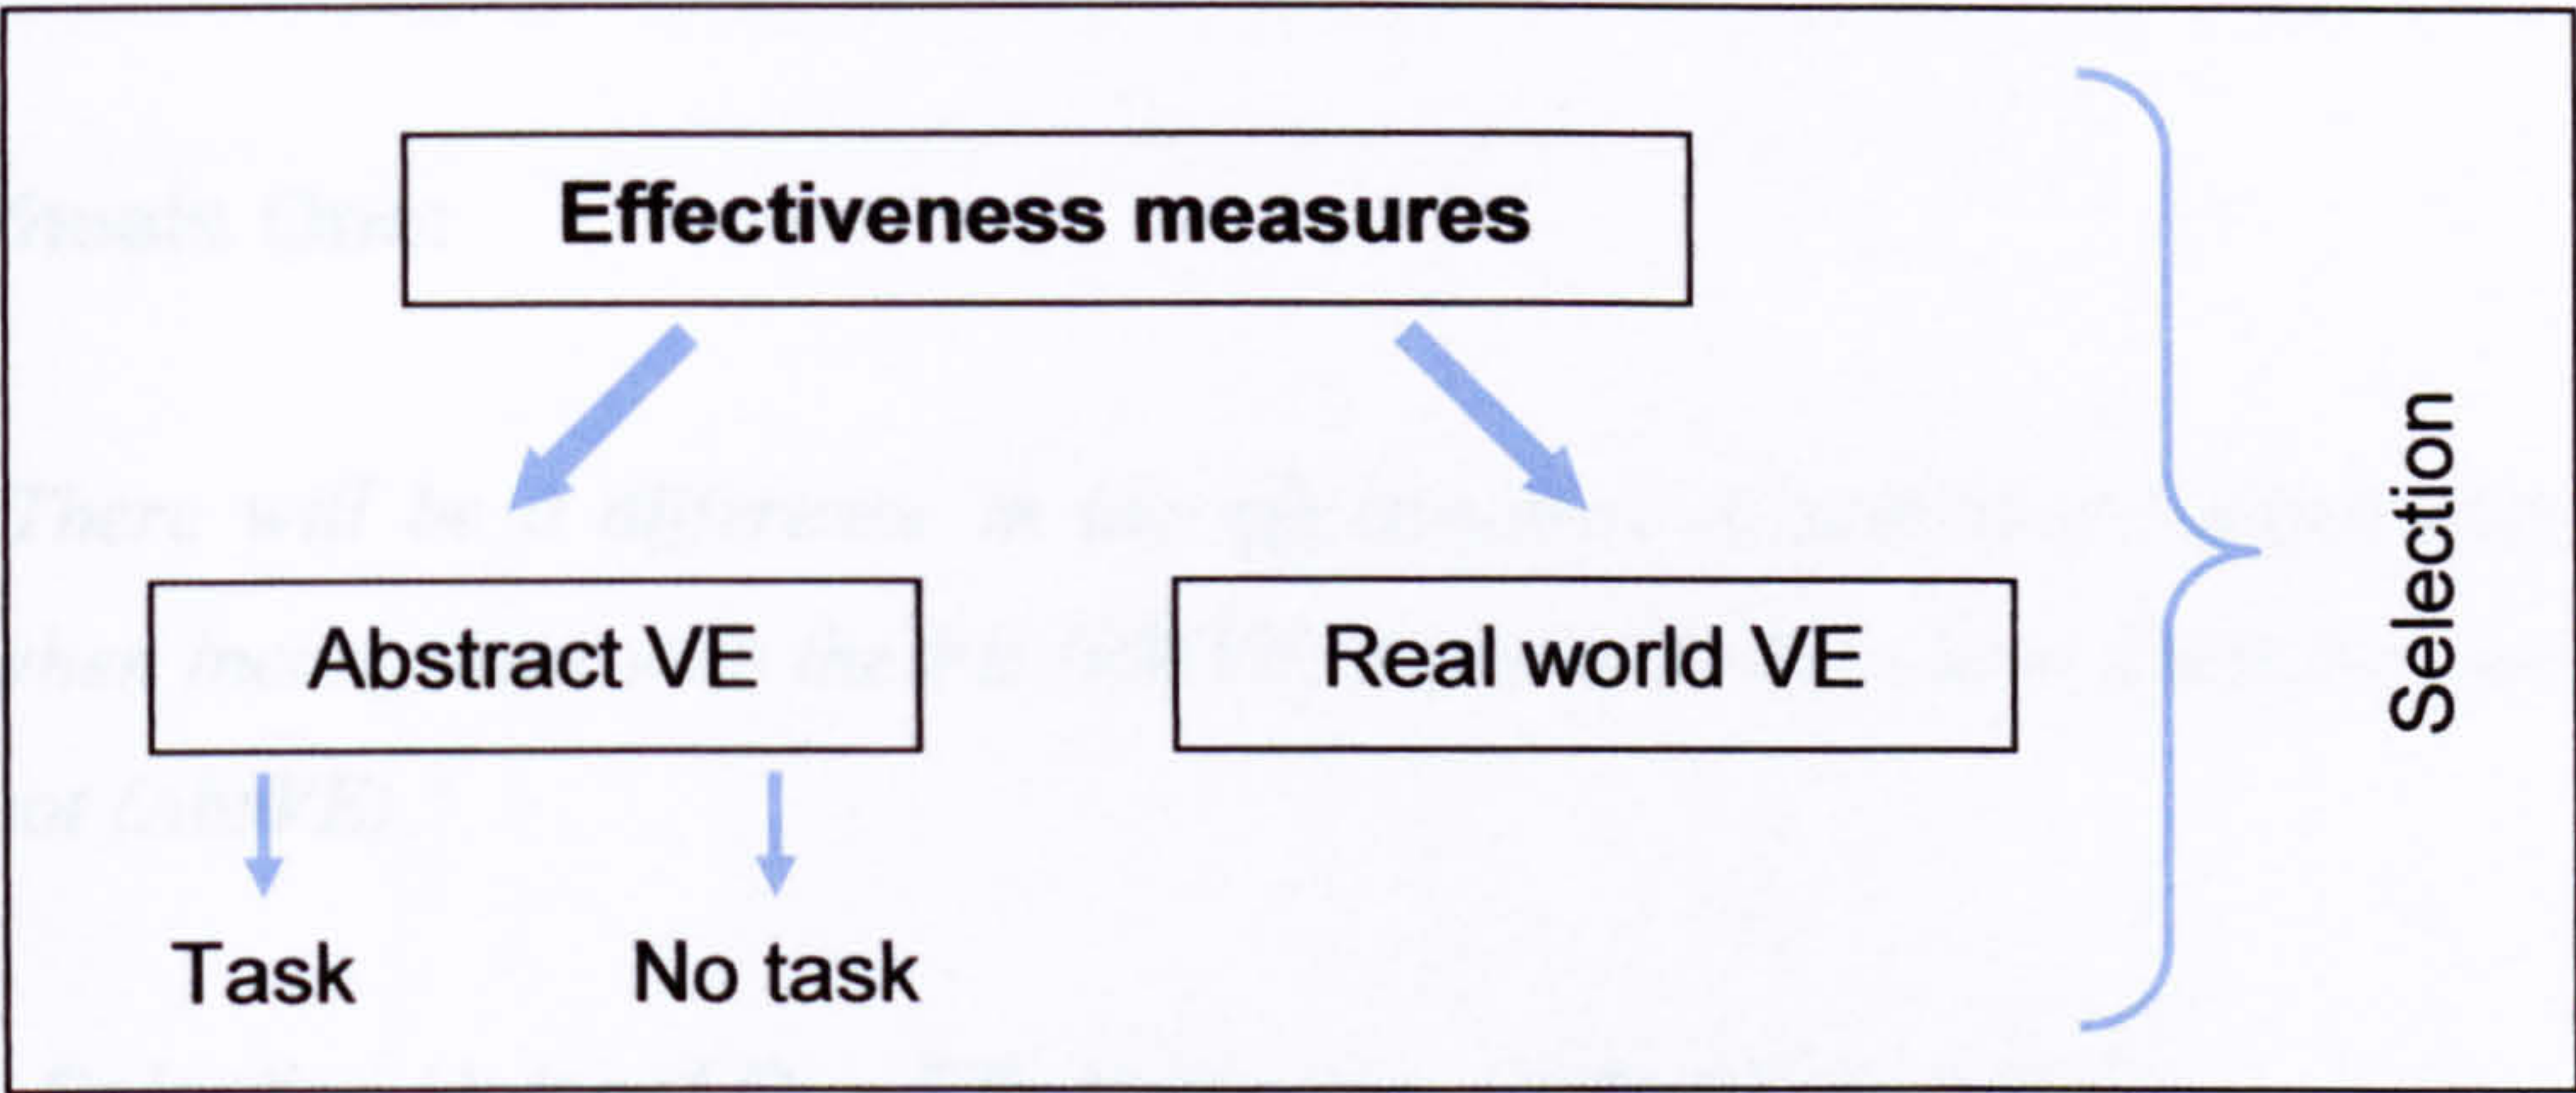 Effectiveness measures
Abstract VE
Real world VE
Task
No task
Selection